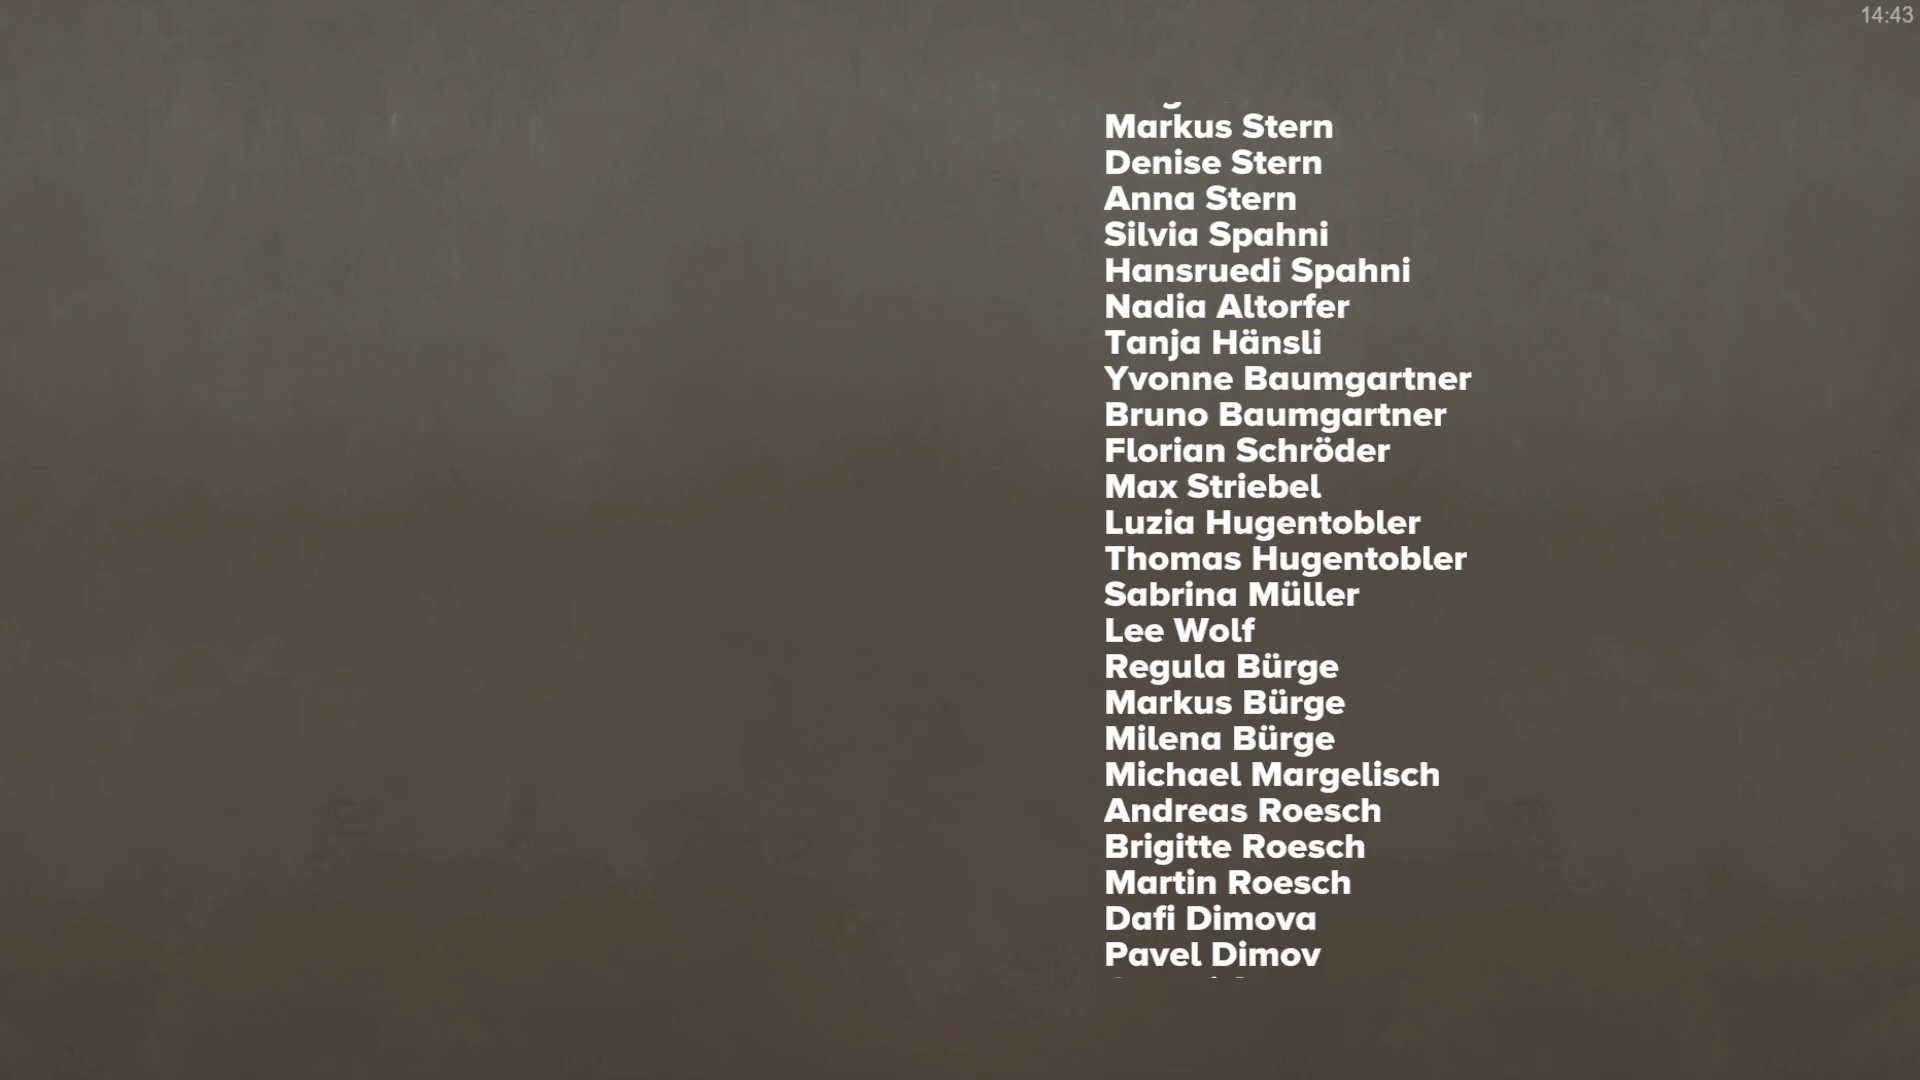 14:43
Markus Stern
Denise Stern
Anna Stern
Silvia Spahni
Hansruedi Spahni
Nadia Altorfer
Tanja Hänsli
Yvonne Baumgartner
Bruno Baumgartner
Florian Schröder
Max Striebel
Luzia Hugentobler
Thomas Hugentobler
Sabrina Müller
Lee Wolf
Regula Bürge
Markus Bürge
Milena Bürge
Michael Margelisch
Andreas Roesch
Brigitte Roesch
Martin Roesch
Dafi Dimova
Pavel Dimov